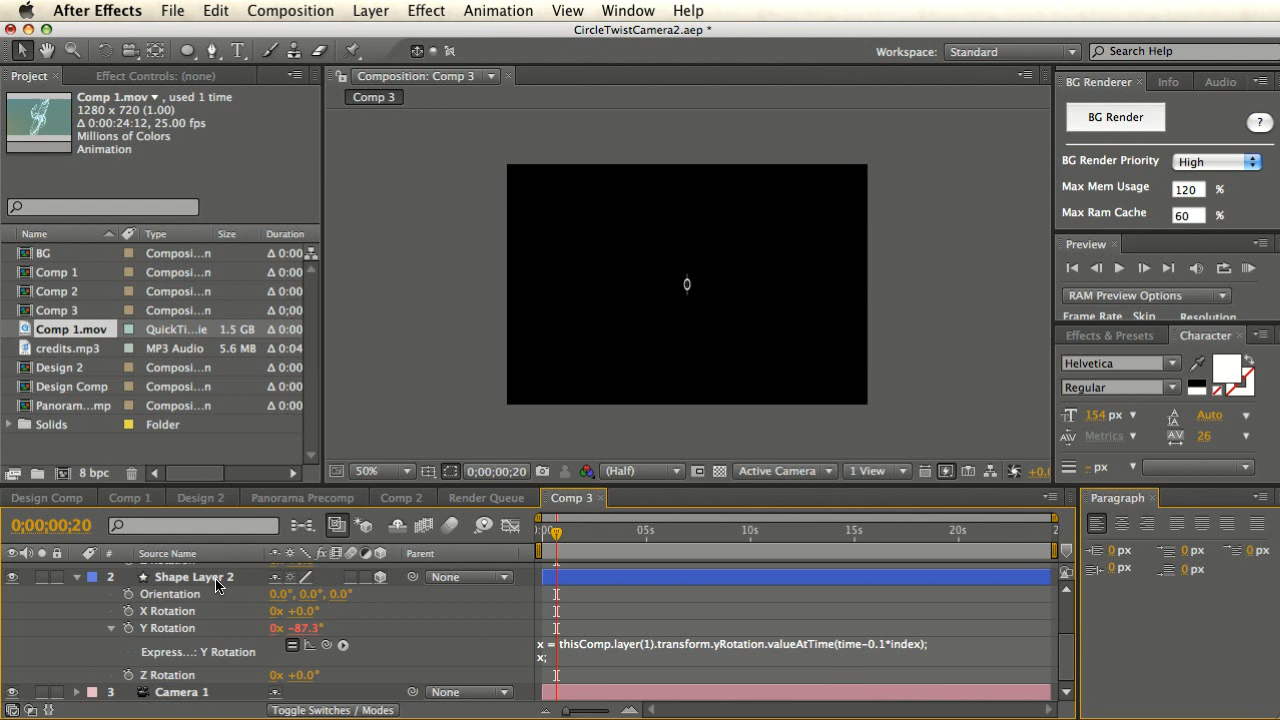 After Effects File Edit Composition Layer Effect Animation View Window Help
CircleTwistCamera2.aep *
Workspace: Standard Search Help
Project Effect Controls: (none)
Composition: Comp 3
Comp 3
Comp 1.mov ▾, used 1 time
1280 x 720 (1.00)
Δ 0:00:24:12, 25.00 fps
Millions of Colors
Animation
Name Type Size Duration
BG Composi...n Δ 0:00
Comp 1 Composi...n Δ 0:00
Comp 2 Composi...n Δ 0:00
Comp 3 Composi...n Δ 0:00
Comp 1.mov QuickTi...ie 1.5 GB Δ 0:00
credits.mp3 MP3 Audio 5.6 MB Δ 0:04
Design 2 Composi...n Δ 0:00
Design Comp Composi...n Δ 0:00
Panoram...mp Composi...n Δ 0:00
Solids Folder
8 bpc
50% 0;00;00;20 (Half) Active Camera 1 View +0.0
BG Renderer Info Audio
BG Render ?
BG Render Priority High
Max Mem Usage 120 %
Max Ram Cache 60 %
Preview
RAM Preview Options
Frame Rate Skip Resolution
Effects & Presets Character
Helvetica
Regular
154 px Auto
Metrics 26
- px
Design Comp Comp 1 Design 2 Panorama Precomp Comp 2 Render Queue Comp 3
0;00;00;20
:00s 05s 10s 15s 20s 2
# Source Name Parent
2 Shape Layer 2 None
Orientation 0.0°, 0.0°, 0.0°
X Rotation 0x +0.0°
Y Rotation 0x -87.3°
Express...: Y Rotation
x = thisComp.layer(1).transform.yRotation.valueAtTime(time-0.1*index);
x;
Z Rotation 0x +0.0°
3 Camera 1 None
Toggle Switches / Modes
Paragraph
0 px 0 px 0 px
0 px 0 px